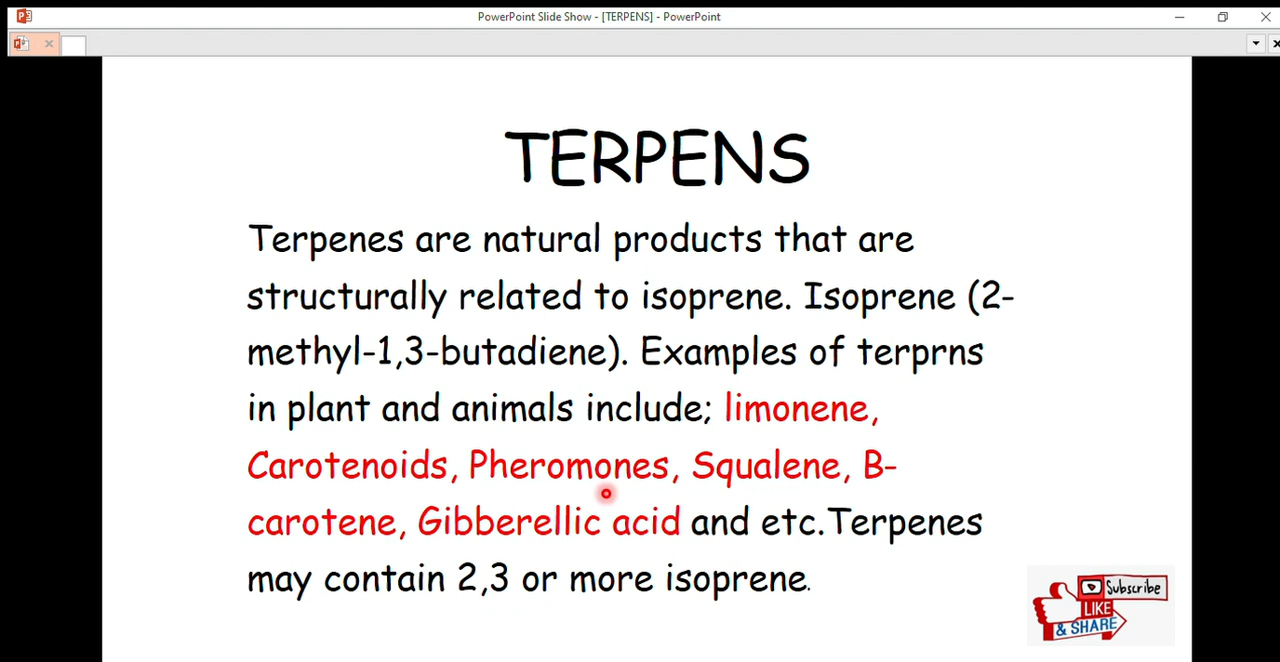 PowerPoint Slide Show - [TERPENS] - PowerPoint
TERPENS
Terpenes are natural products that are
structurally related to isoprene. Isoprene (2-
methyl-1,3-butadiene). Examples of terprns
in plant and animals include; limonene,
Carotenoids, Pheromones, Squalene, B-
carotene, Gibberellic acid and etc.Terpenes
may contain 2,3 or more isoprene.
Subscribe
LIKE
& SHARE